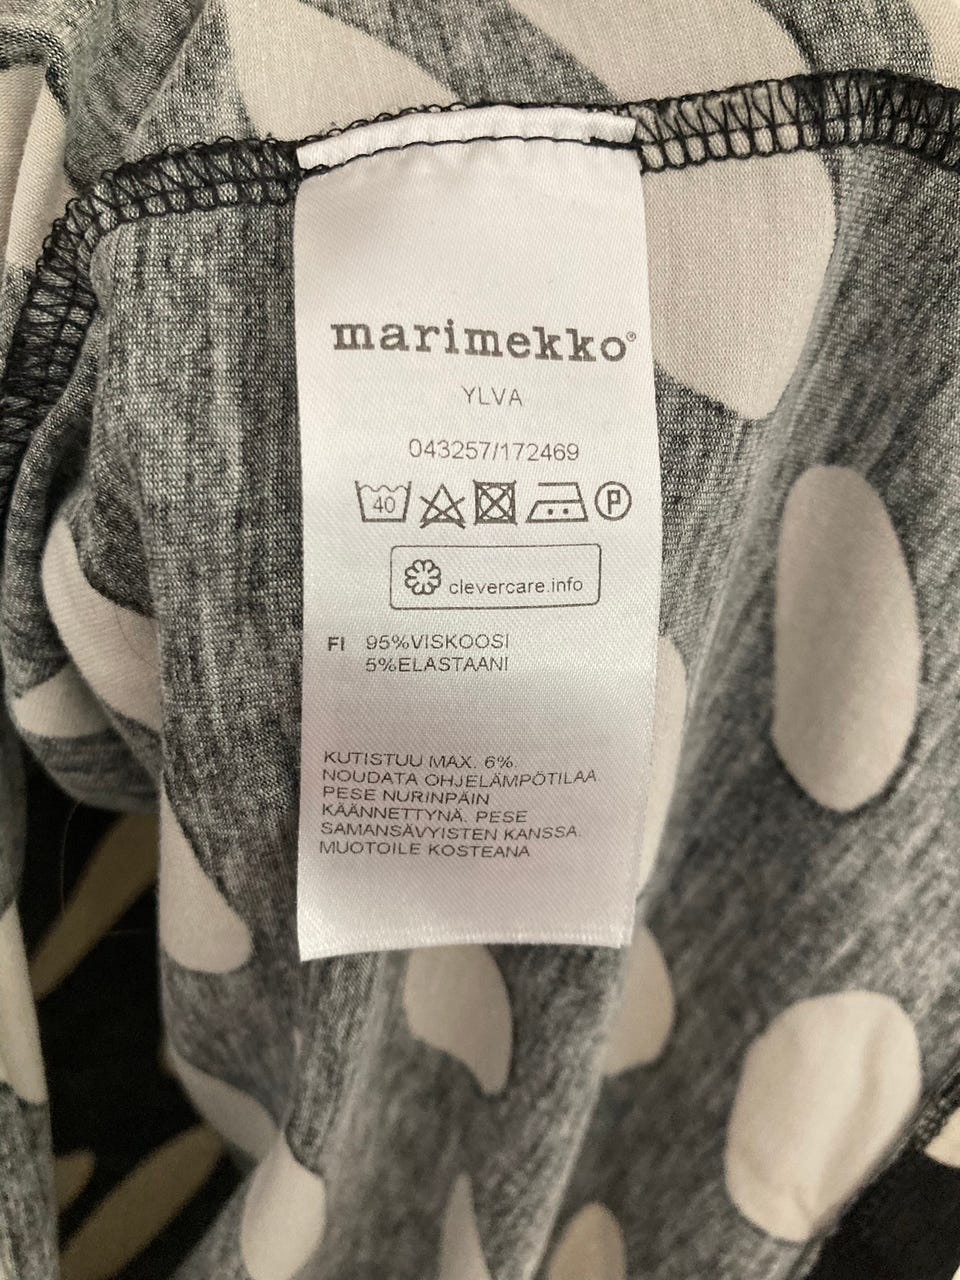 marimekko®
YLVA
043257/172469
40 P
clevercare.info
FI 95%VISKOOSI
5%ELASTAANI
KUTISTUU MAX. 6%.
NOUDATA OHJELÄMPÖTILAA.
PESE NURINPÄIN
KÄÄNNETTYNÄ. PESE
SAMANSÄVYISTEN KANSSA.
MUOTOILE KOSTEANA